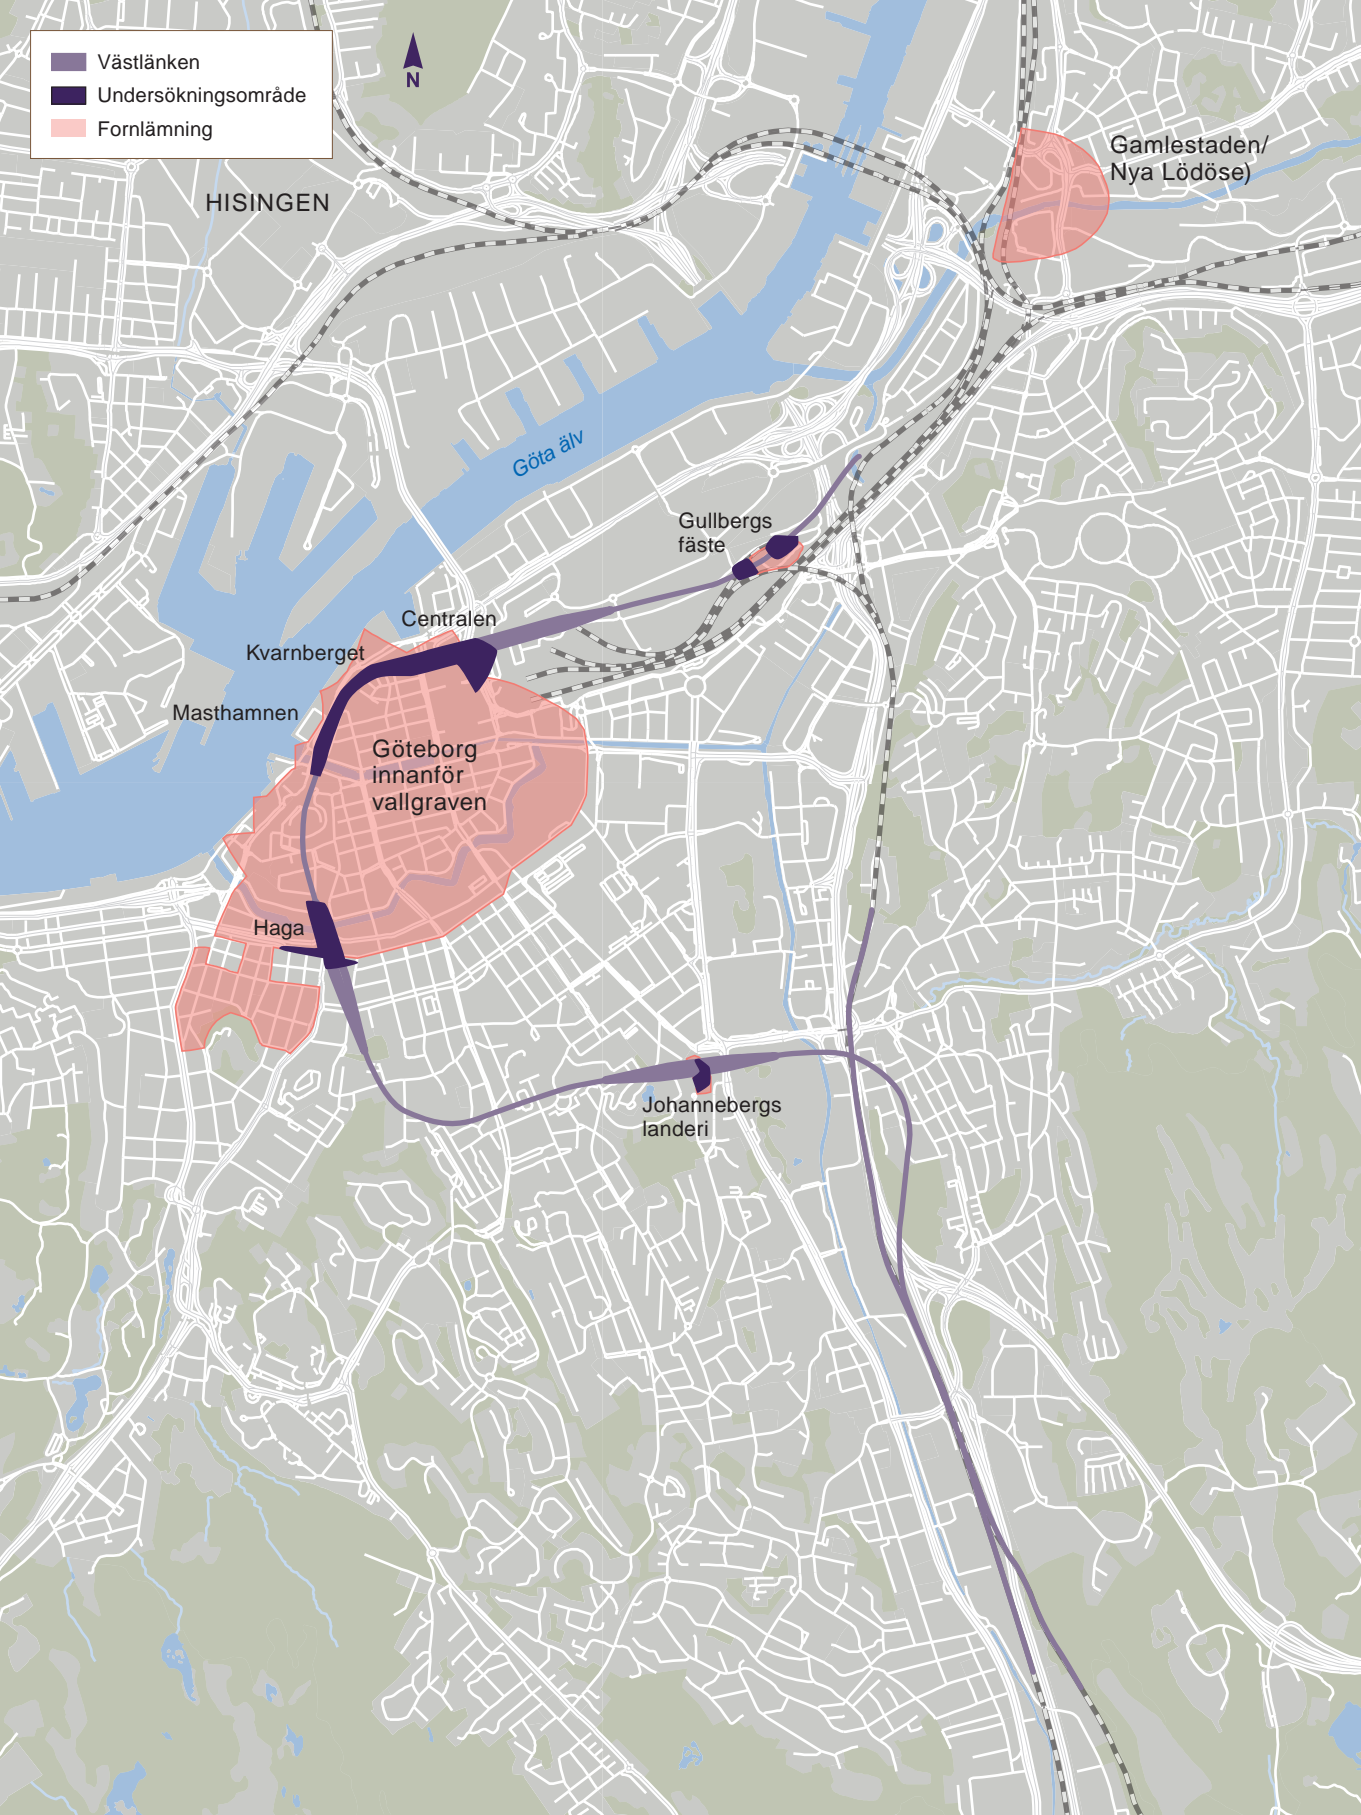 Västlänken
Undersökningsområde
Fornlämning
N
HISINGEN
Gamlestaden/
Nya Lödöse)
Göta älv
Gullbergs
fäste
Centralen
Kvarnberget
Masthamnen
Göteborg
innanför
vallgraven
Haga
Johannebergs
landeri